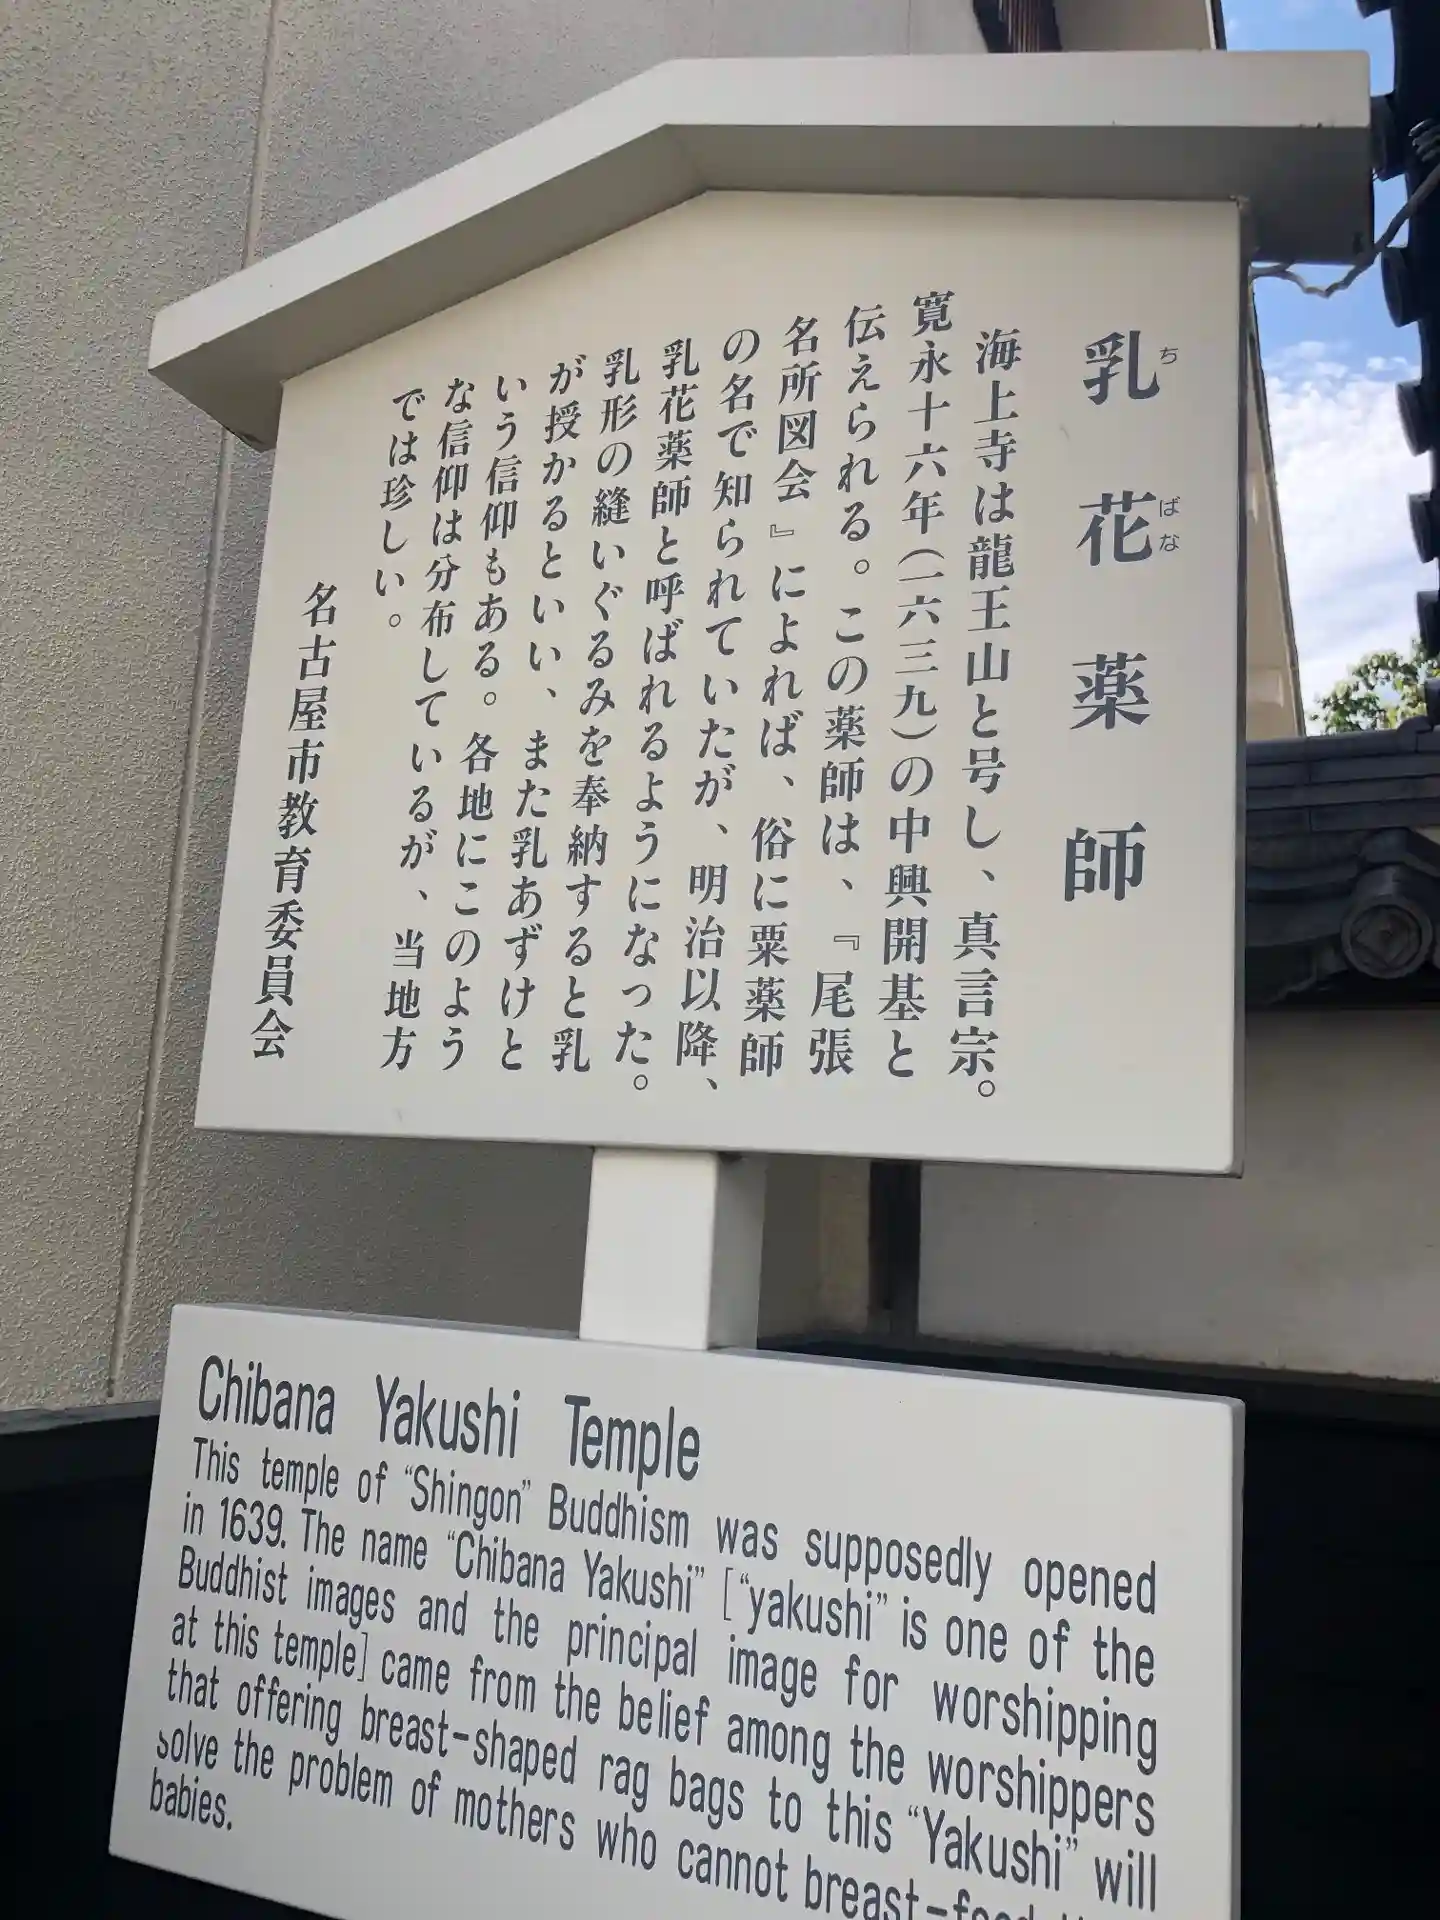 乳花薬師
ち
ばな
海上寺は龍王山と号し、真言宗。
寛永十六年(一六三九)の中興開基と
伝えられる。この薬師は、『尾張
名所図会』によれば、俗に粟薬師
の名で知られていたが、明治以降、
乳花薬師と呼ばれるようになった。
乳形の縫いぐるみを奉納すると乳
が授かるといい、また乳あずけと
いう信仰もある。各地にこのよう
な信仰は分布しているが、当地方
では珍しい。
名古屋市教育委員会
Chibana Yakushi Temple
This temple of “Shingon” Buddhism was supposedly opened
in 1639. The name “Chibana Yakushi” [“yakushi” is one of the
Buddhist images and the principal image for worshipping
at this temple] came from the belief among the worshippers
that offering breast-shaped rag bags to this “Yakushi” will
solve the problem of mothers who cannot breast-feed
babies.